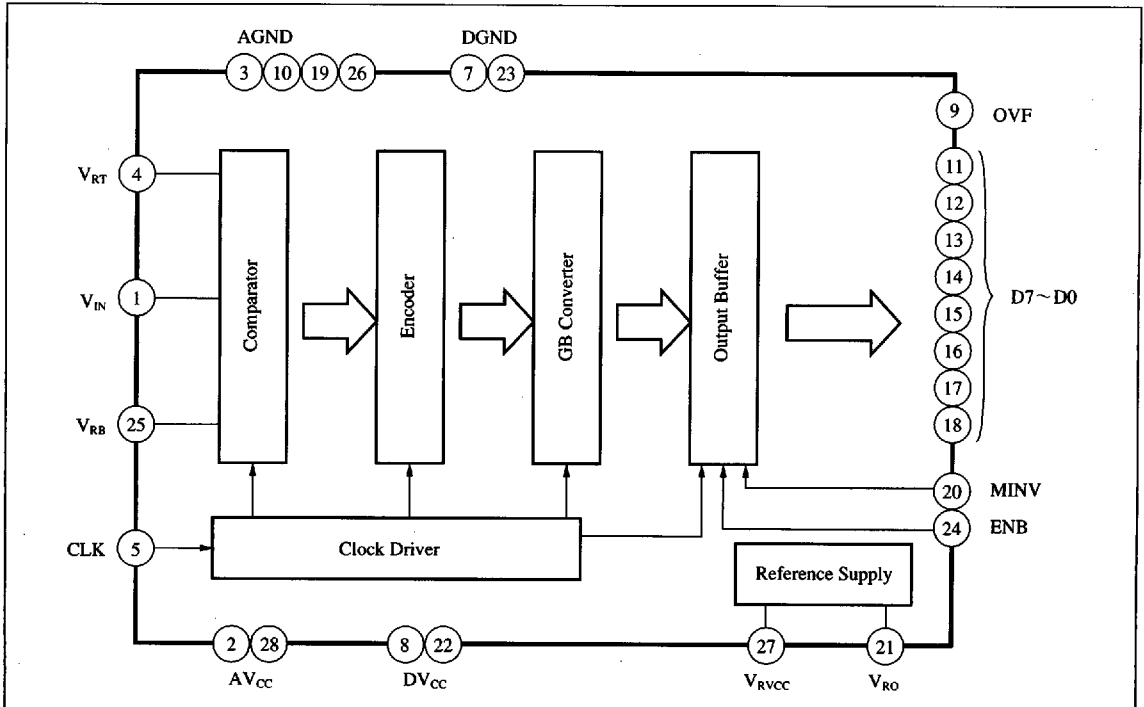 AGND
DGND
3 10 19 26
7 23
9 OVF
V_RT 4
11
12
13
14
15
16
17
18
D7～D0
V_IN 1
V_RB 25
Comparator
Encoder
GB Converter
Output Buffer
20 MINV
24 ENB
CLK 5
Clock Driver
Reference Supply
2 28
8 22
27
21
AV_CC
DV_CC
V_RVCC
V_RO